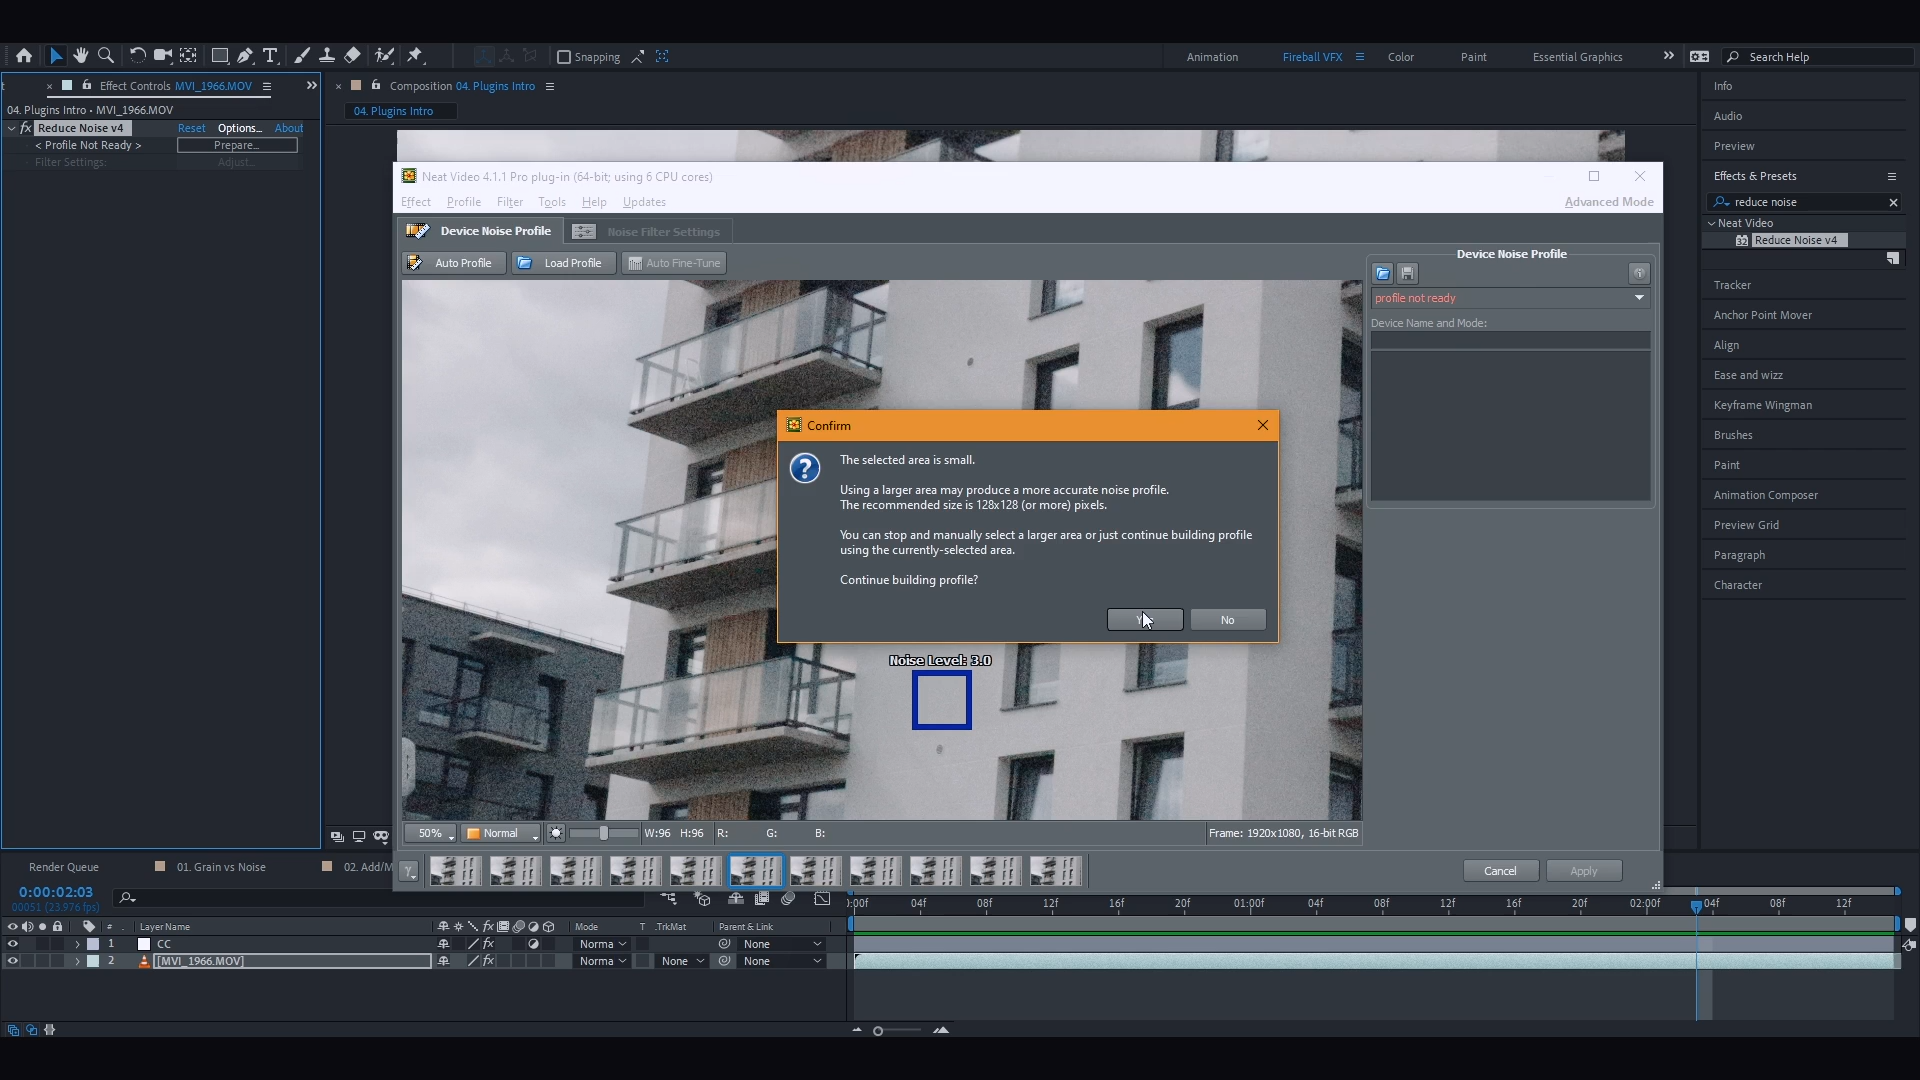 Snapping
Animation
Fireball VFX
Color
Paint
Essential Graphics
Search Help
Effect Controls MVI_1966.MOV
Composition 04. Plugins Intro
Info
04. Plugins Intro • MVI_1966.MOV
04. Plugins Intro
Audio
Reduce Noise v4
Reset
Options...
About
< Profile Not Ready >
Prepare...
Filter Settings:
Adjust...
Preview
Effects & Presets
reduce noise
Neat Video
Reduce Noise v4
Tracker
Anchor Point Mover
Align
Ease and wizz
Keyframe Wingman
Brushes
Paint
Animation Composer
Preview Grid
Paragraph
Character
Neat Video 4.1.1 Pro plug-in (64-bit; using 6 CPU cores)
Effect
Profile
Filter
Tools
Help
Updates
Advanced Mode
Device Noise Profile
Noise Filter Settings
Auto Profile
Load Profile
Auto Fine-Tune
Device Noise Profile
profile not ready
Device Name and Mode:
Confirm
The selected area is small.
Using a larger area may produce a more accurate noise profile.
The recommended size is 128x128 (or more) pixels.
You can stop and manually select a larger area or just continue building profile
using the currently-selected area.
Continue building profile?
No
Noise Level: 3.0
50%
Normal
W:96 H:96
R:
G:
B:
Frame: 1920x1080, 16-bit RGB
Cancel
Apply
Render Queue
01. Grain vs Noise
02. Add/M
0:00:02:03
00051 (23.976 fps)
):00f
04f
08f
12f
16f
20f
01:00f
04f
08f
12f
16f
20f
02:00f
04f
08f
12f
#
Layer Name
Mode
T
.TrkMat
Parent & Link
1
CC
Norma
None
2
[MVI_1966.MOV]
Norma
None
None